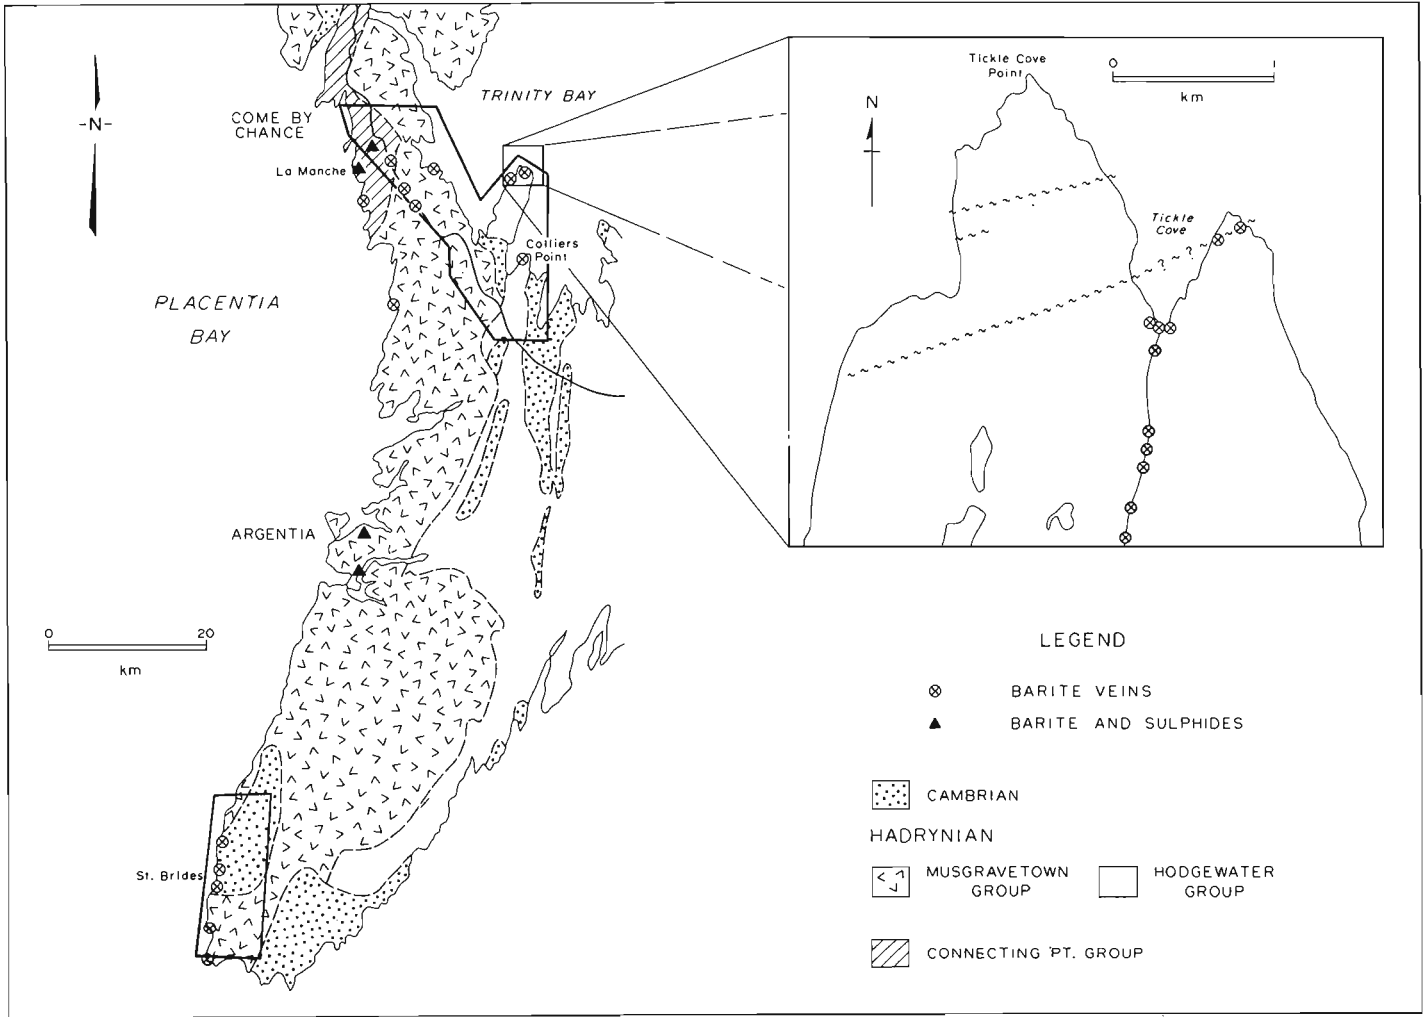 -N-
COME BY
CHANCE
La Manche
TRINITY BAY
Colliers
Point
PLACENTIA
BAY
ARGENTIA
0 20
km
St. Brides
Tickle Cove
Point
0 1
km
N
Tickle
Cove
? ?
LEGEND
BARITE VEINS
BARITE AND SULPHIDES
CAMBRIAN
HADRYNIAN
MUSGRAVETOWN
GROUP
HODGEWATER
GROUP
CONNECTING PT. GROUP